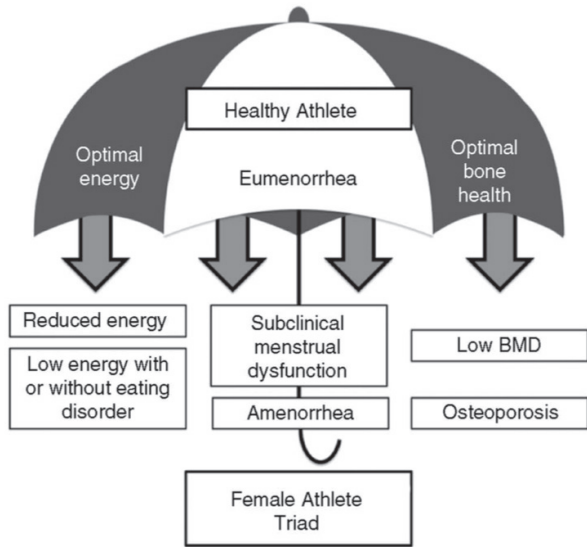 Healthy Athlete
Optimal
energy
Eumenorrhea
Optimal
bone
health
Reduced energy
Low energy with
or without eating
disorder
Subclinical
menstrual
dysfunction
Amenorrhea
Low BMD
Osteoporosis
Female Athlete
Triad